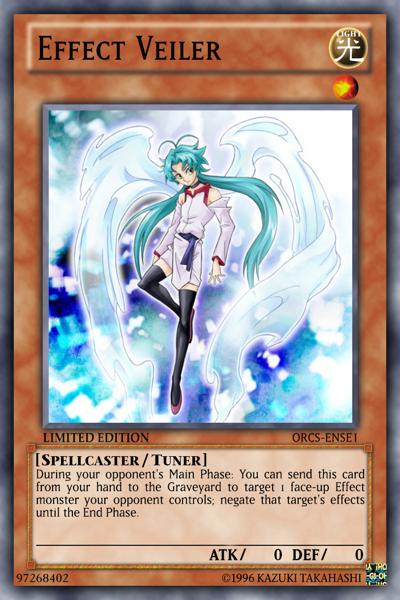 EFFECT VEILER
LIGHT
光
LIMITED EDITION
ORCS-ENSE1
[SPELLCASTER / TUNER]
During your opponent's Main Phase: You can send this card
from your hand to the Graveyard to target 1 face-up Effect
monster your opponent controls; negate that target's effects
until the End Phase.
ATK / 0 DEF / 0
97268402
©1996 KAZUKI TAKAHASHI